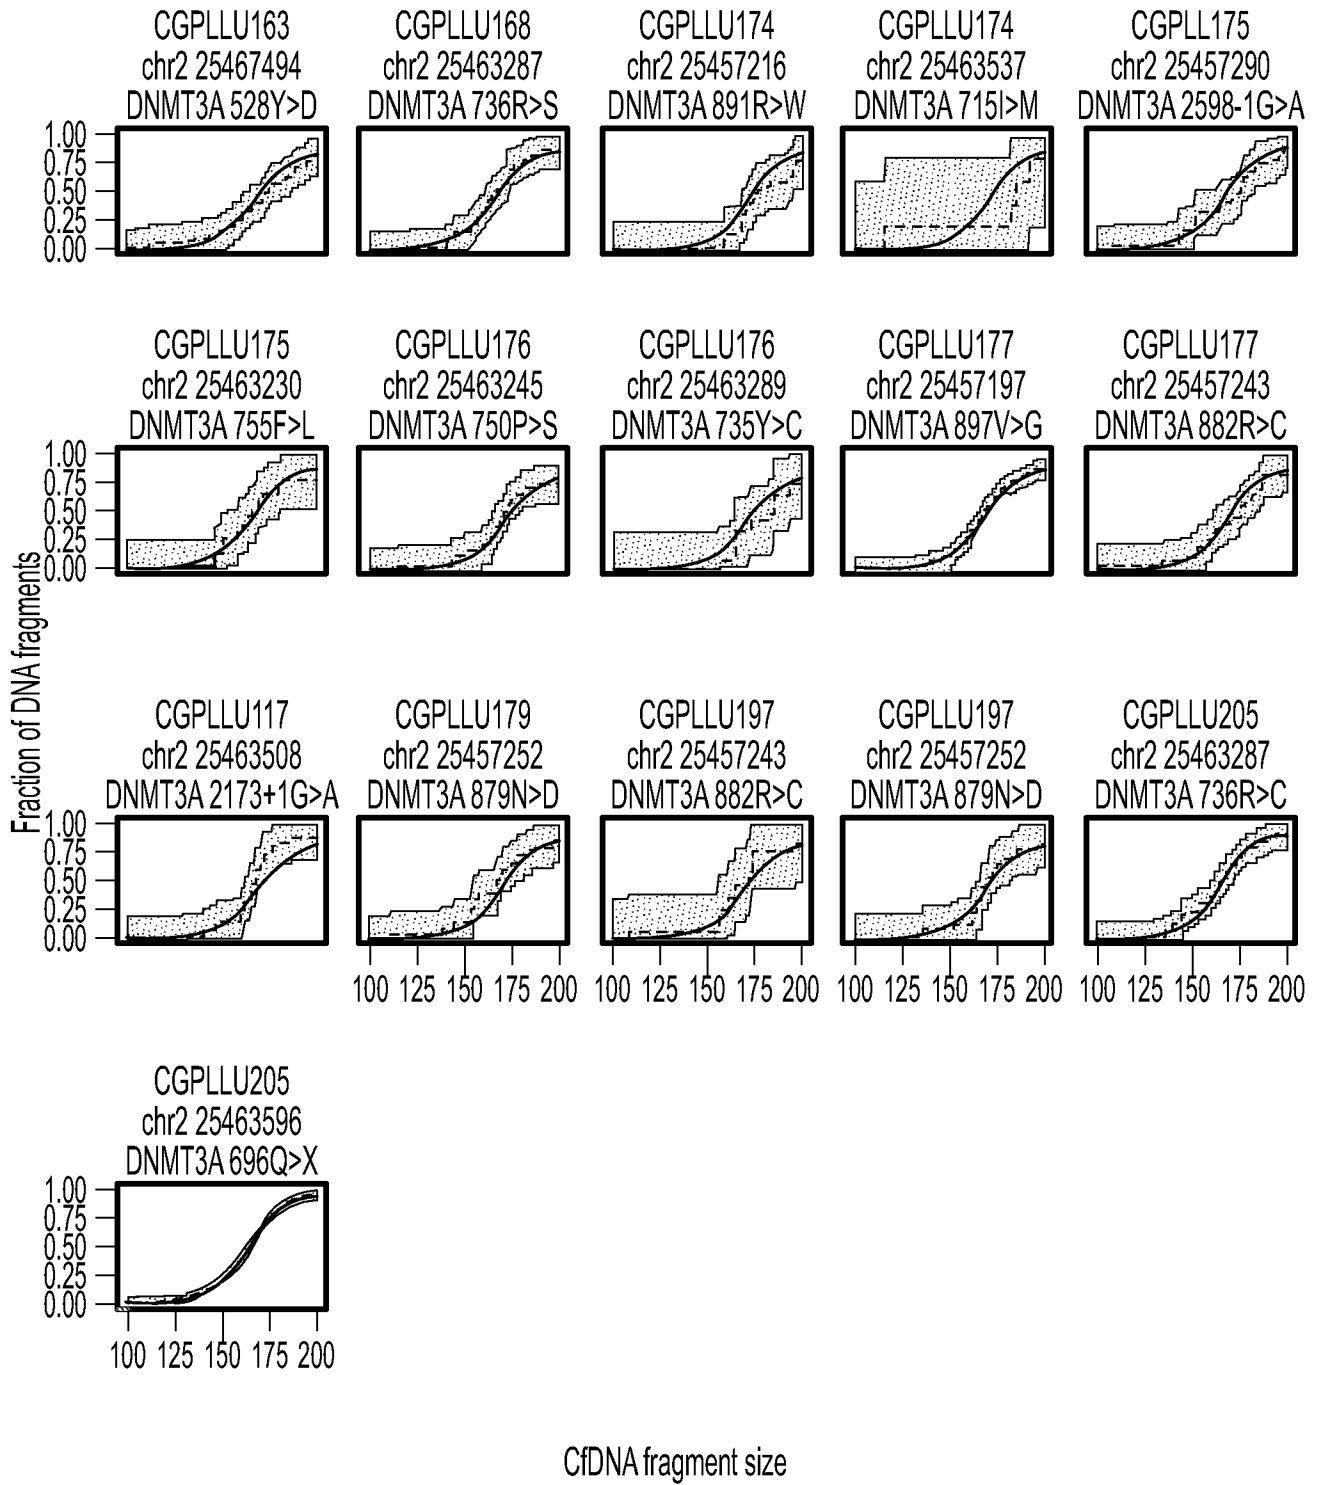 CGPLLU163
chr2 25467494
DNMT3A 528Y>D
CGPLLU168
chr2 25463287
DNMT3A 736R>S
CGPLLU174
chr2 25457216
DNMT3A 891R>W
CGPLLU174
chr2 25463537
DNMT3A 715I>M
CGPLL175
chr2 25457290
DNMT3A 2598-1G>A
1.00
0.75
0.50
0.25
0.00
CGPLLU175
chr2 25463230
DNMT3A 755F>L
CGPLLU176
chr2 25463245
DNMT3A 750P>S
CGPLLU176
chr2 25463289
DNMT3A 735Y>C
CGPLLU177
chr2 25457197
DNMT3A 897V>G
CGPLLU177
chr2 25457243
DNMT3A 882R>C
1.00
0.75
0.50
0.25
0.00
Fraction of DNA fragments
CGPLLU117
chr2 25463508
DNMT3A 2173+1G>A
CGPLLU179
chr2 25457252
DNMT3A 879N>D
CGPLLU197
chr2 25457243
DNMT3A 882R>C
CGPLLU197
chr2 25457252
DNMT3A 879N>D
CGPLLU205
chr2 25463287
DNMT3A 736R>C
1.00
0.75
0.50
0.25
0.00
100 125 150 175 200
100 125 150 175 200
100 125 150 175 200
100 125 150 175 200
CGPLLU205
chr2 25463596
DNMT3A 696Q>X
1.00
0.75
0.50
0.25
0.00
100 125 150 175 200
CfDNA fragment size